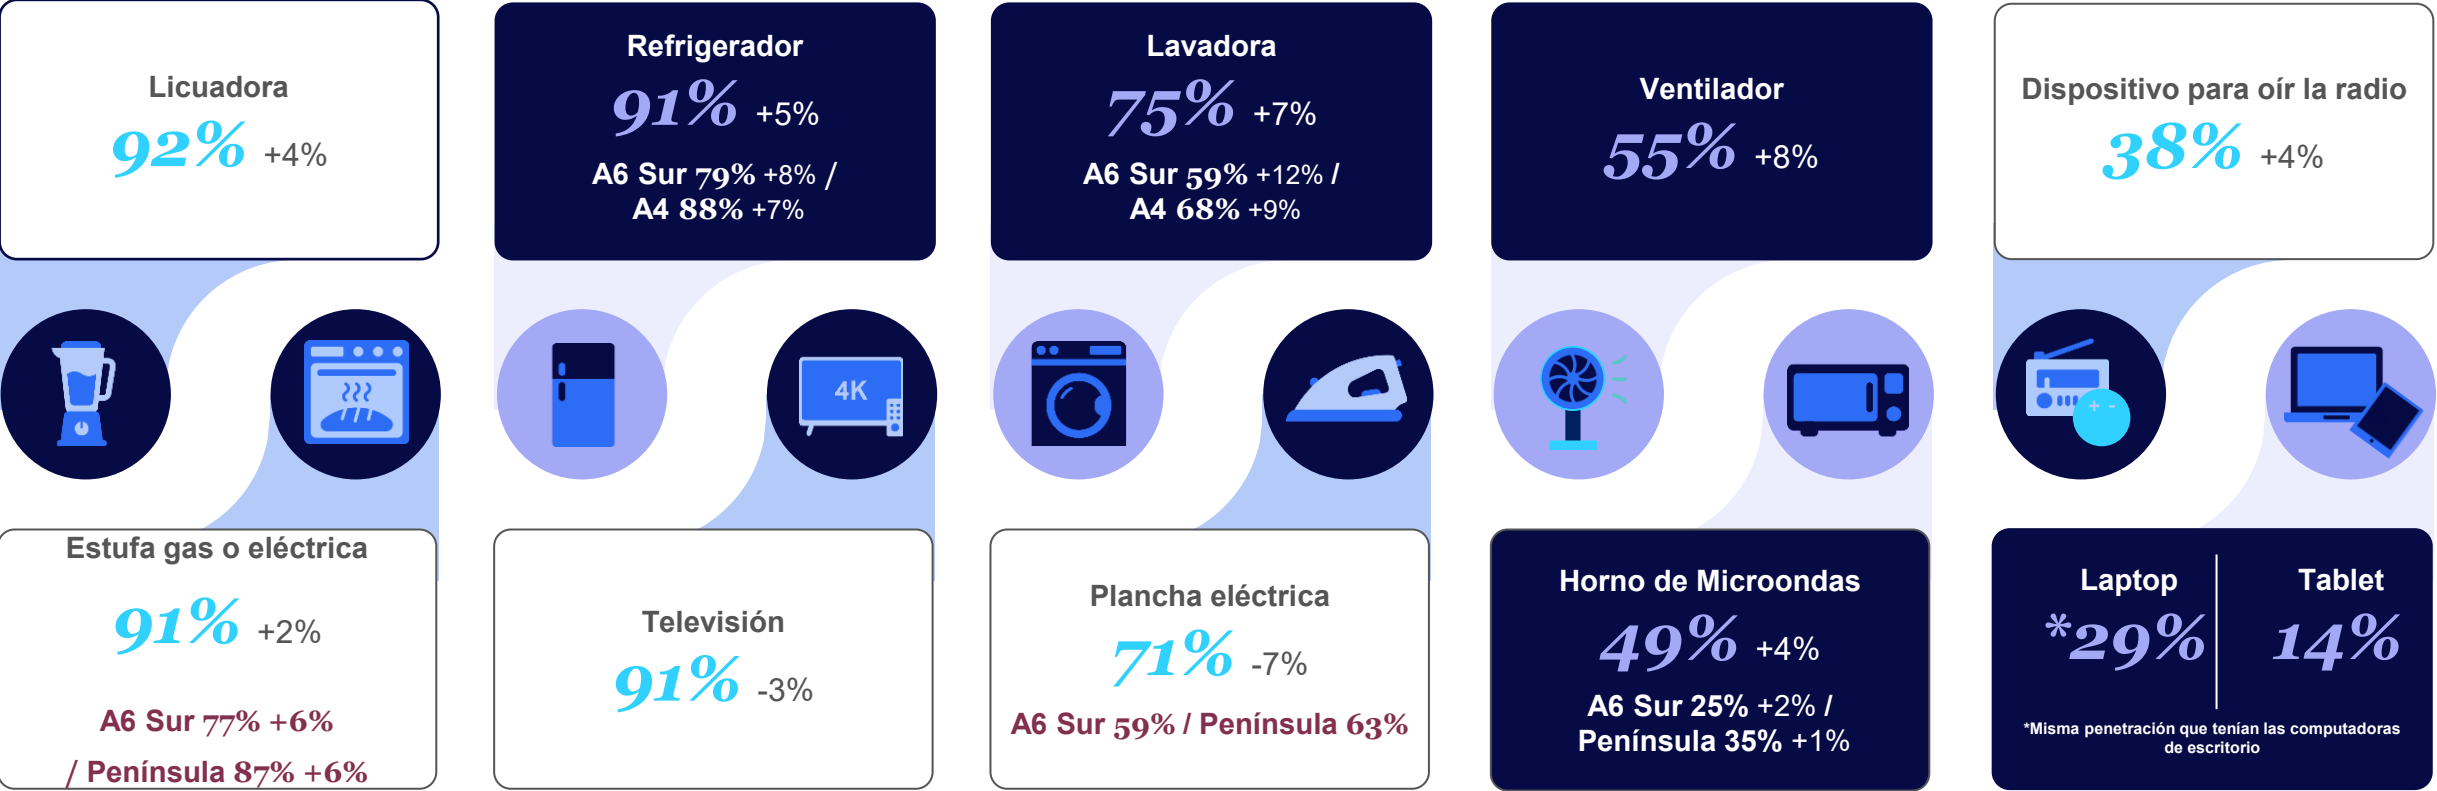 Licuadora
92% +4%
Refrigerador
91% +5%
A6 Sur 79% +8% /
A4 88% +7%
Lavadora
75% +7%
A6 Sur 59% +12% /
A4 68% +9%
Ventilador
55% +8%
Dispositivo para oír la radio
38% +4%
4K
+ -
Estufa gas o eléctrica
91% +2%
A6 Sur 77% +6%
/ Península 87% +6%
Televisión
91% -3%
Plancha eléctrica
71% -7%
A6 Sur 59% / Península 63%
Horno de Microondas
49% +4%
A6 Sur 25% +2% /
Península 35% +1%
Laptop
*29%
Tablet
14%
*Misma penetración que tenían las computadoras
de escritorio